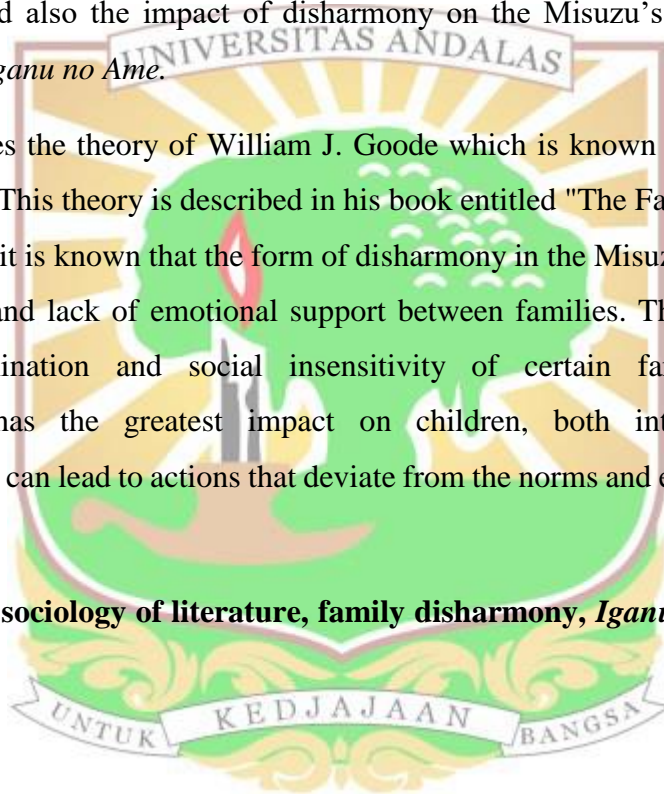 d also the impact of disharmony on the Misuzu's
UNIVERSITAS ANDALAS
ganu no Ame.
es the theory of William J. Goode which is known
This theory is described in his book entitled "The Fa
it is known that the form of disharmony in the Misuz
and lack of emotional support between families. Th
ination and social insensitivity of certain fa
has the greatest impact on children, both int
can lead to actions that deviate from the norms and e
sociology of literature, family disharmony, Iganu
UNTUK KEDJAJAAN BANGSA